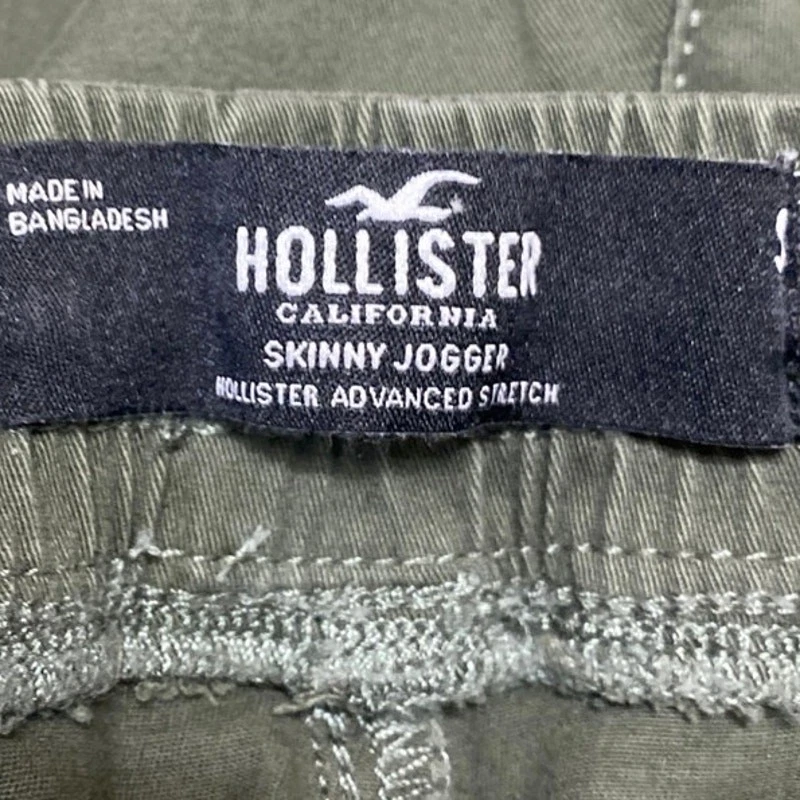 MADE IN
BANGLADESH
HOLLISTER
CALIFORNIA
SKINNY JOGGER
HOLLISTER ADVANCED STRETCH